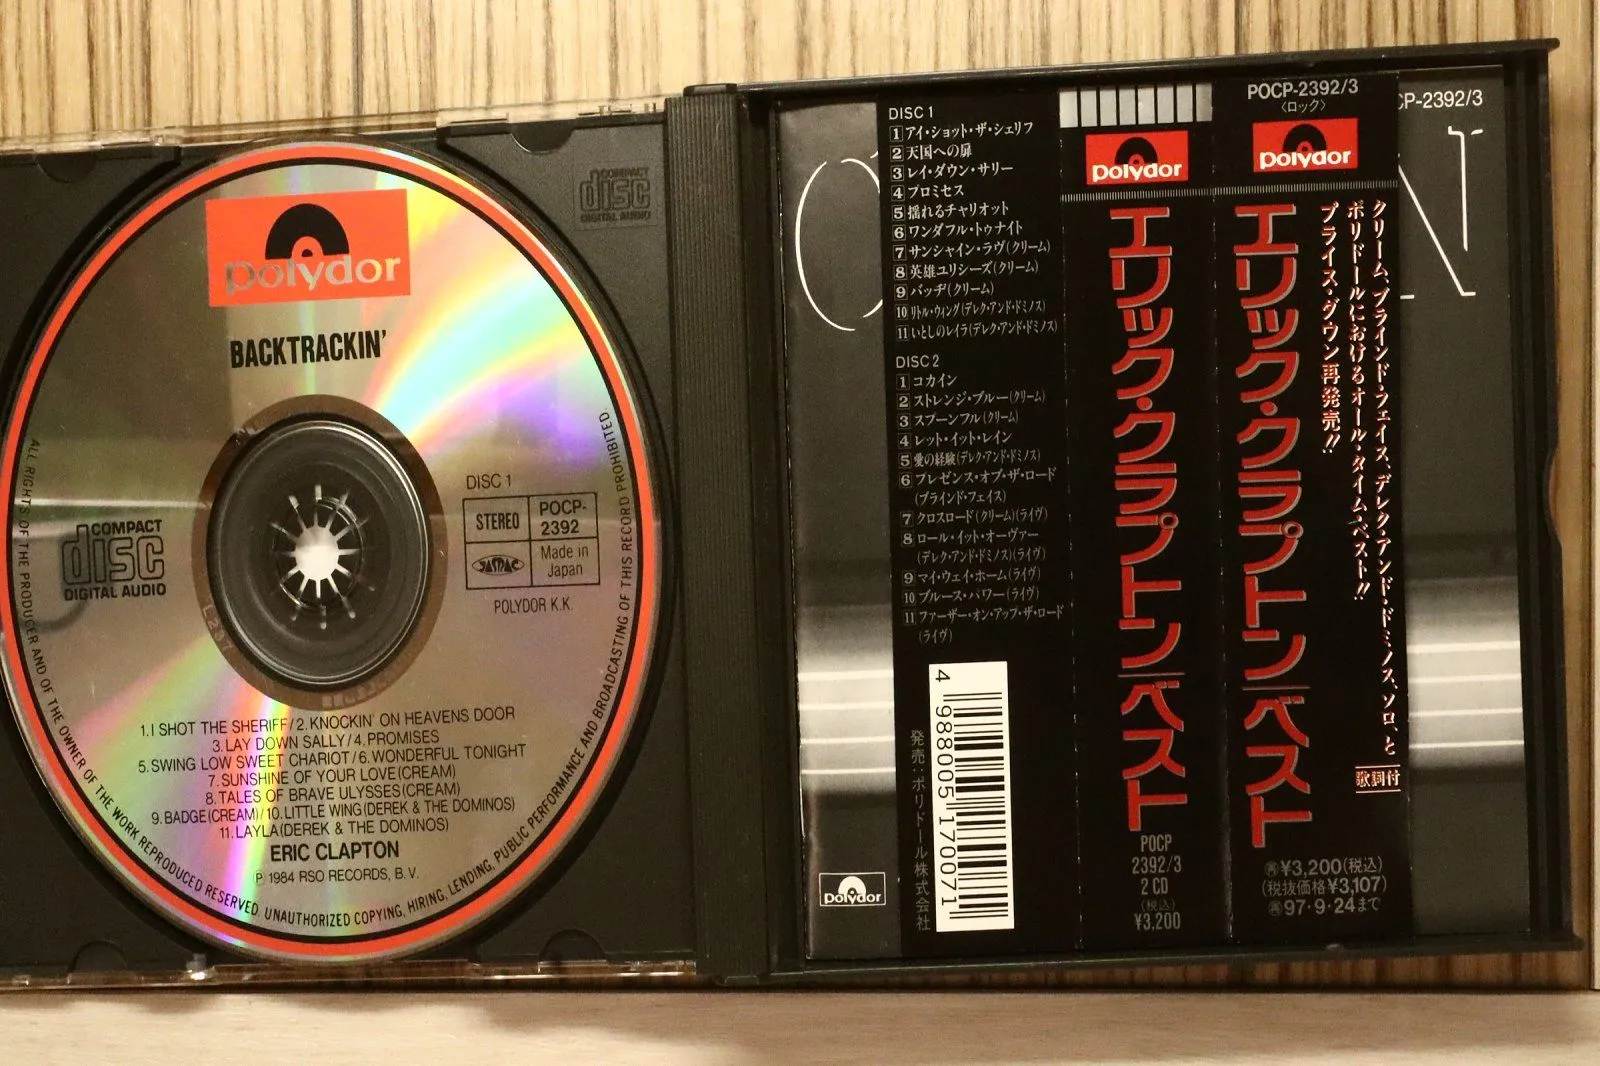 polydor
BACKTRACKIN'
DISC 1
STEREO
POCP-
2392
JASRAC
Made in
Japan
POLYDOR K.K.
COMPACT
disc
DIGITAL AUDIO
1.I SHOT THE SHERIFF/2.KNOCKIN' ON HEAVENS DOOR
3.LAY DOWN SALLY/4.PROMISES
5.SWING LOW SWEET CHARIOT/6.WONDERFUL TONIGHT
7.SUNSHINE OF YOUR LOVE(CREAM)
8.TALES OF BRAVE ULYSSES(CREAM)
9.BADGE(CREAM)/10.LITTLE WING(DEREK & THE DOMINOS)
11.LAYLA(DEREK & THE DOMINOS)
ERIC CLAPTON
Ⓟ 1984 RSO RECORDS, B.V.
ALL RIGHTS OF THE PRODUCER AND OF THE OWNER OF THE WORK REPRODUCED RESERVED. UNAUTHORIZED COPYING, HIRING, LENDING, PUBLIC PERFORMANCE AND BROADCASTING OF THIS RECORD PROHIBITED.
COMPACT
disc
DIGITAL AUDIO
DISC 1
1 アイ・ショット・ザ・シェリフ
2 天国への扉
3 レイ・ダウン・サリー
4 プロミセス
5 揺れるチャリオット
6 ワンダフル・トゥナイト
7 サンシャイン・ラヴ(クリーム)
8 英雄ユリシーズ(クリーム)
9 バッヂ(クリーム)
10 リトル・ウィング(デレク・アンド・ドミノス)
11 いとしのレイラ(デレク・アンド・ドミノス)
DISC 2
1 コカイン
2 ストレンジ・ブルー(クリーム)
3 スプーンフル(クリーム)
4 レット・イット・レイン
5 愛の経験(デレク・アンド・ドミノス)
6 プレゼンス・オブ・ザ・ロード
(ブラインド・フェイス)
7 クロスロード(クリーム)(ライヴ)
8 ロール・イット・オーヴァー
(デレク・アンド・ドミノス)(ライヴ)
9 マイ・ウェイ・ホーム(ライヴ)
10 ブルース・パワー(ライヴ)
11 ファーザー・オン・アップ・ザ・ロード
(ライヴ)
4 988005 170071
発売:ポリドール株式会社
polydor
polydor
エリック・クラプトン/ベスト
POCP
2392/3
2 CD
(税込)
¥3,200
POCP-2392/3
〈ロック〉
polydor
クリーム、ブラインド・フェイス、デレク・アンド・ドミノス、ソロ、と
ポリドールにおけるオール・タイム・ベスト!!
プライス・ダウン再発売!!
エリック・クラプトン/ベスト
歌詞付
㊢¥3,200(税込)
(税抜価格¥3,107)
㊢97・9・24まで
CP-2392/3